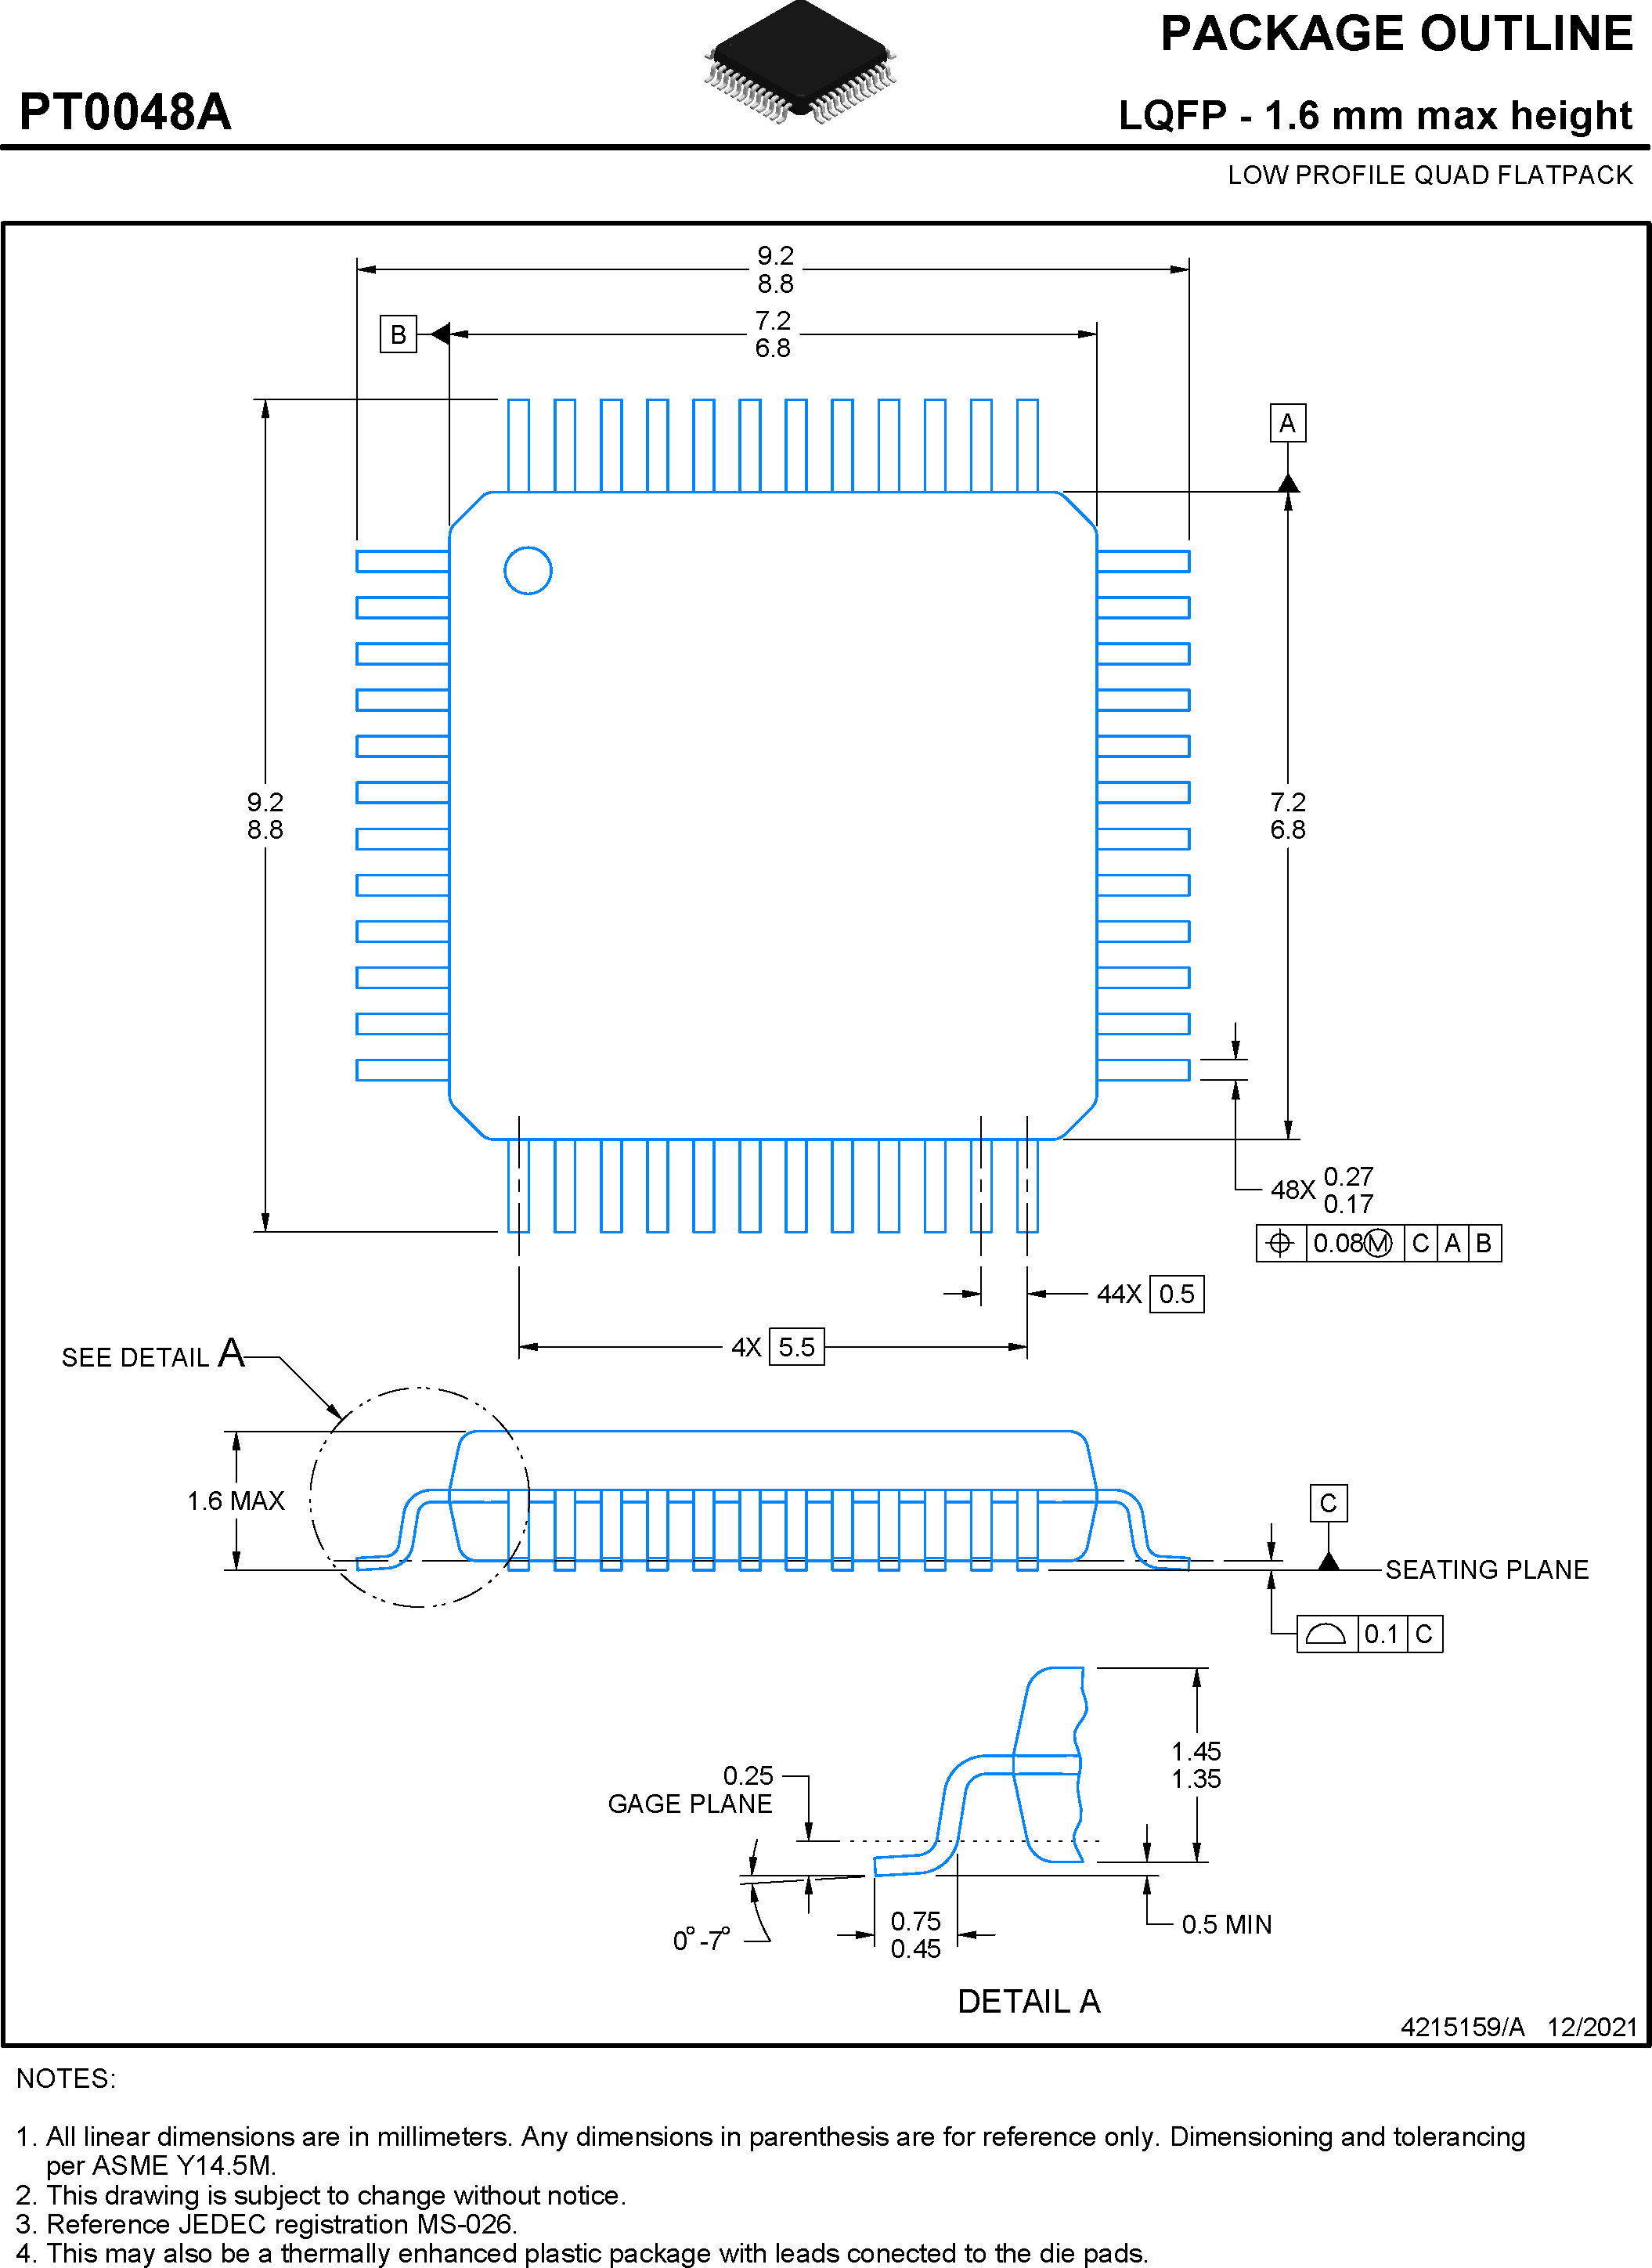 PACKAGE OUTLINE
PT0048A
LQFP - 1.6 mm max height
LOW PROFILE QUAD FLATPACK
9.2
8.8
B
7.2
6.8
A
9.2
8.8
7.2
6.8
48X 0.27
0.17
0.08Ⓜ C A B
44X 0.5
4X 5.5
SEE DETAIL A
1.6 MAX
C
SEATING PLANE
0.1 C
1.45
1.35
0.25
GAGE PLANE
0.75
0.45
0.5 MIN
0°-7°
DETAIL A
4215159/A 12/2021
NOTES:
1. All linear dimensions are in millimeters. Any dimensions in parenthesis are for reference only. Dimensioning and tolerancing
per ASME Y14.5M.
2. This drawing is subject to change without notice.
3. Reference JEDEC registration MS-026.
4. This may also be a thermally enhanced plastic package with leads conected to the die pads.